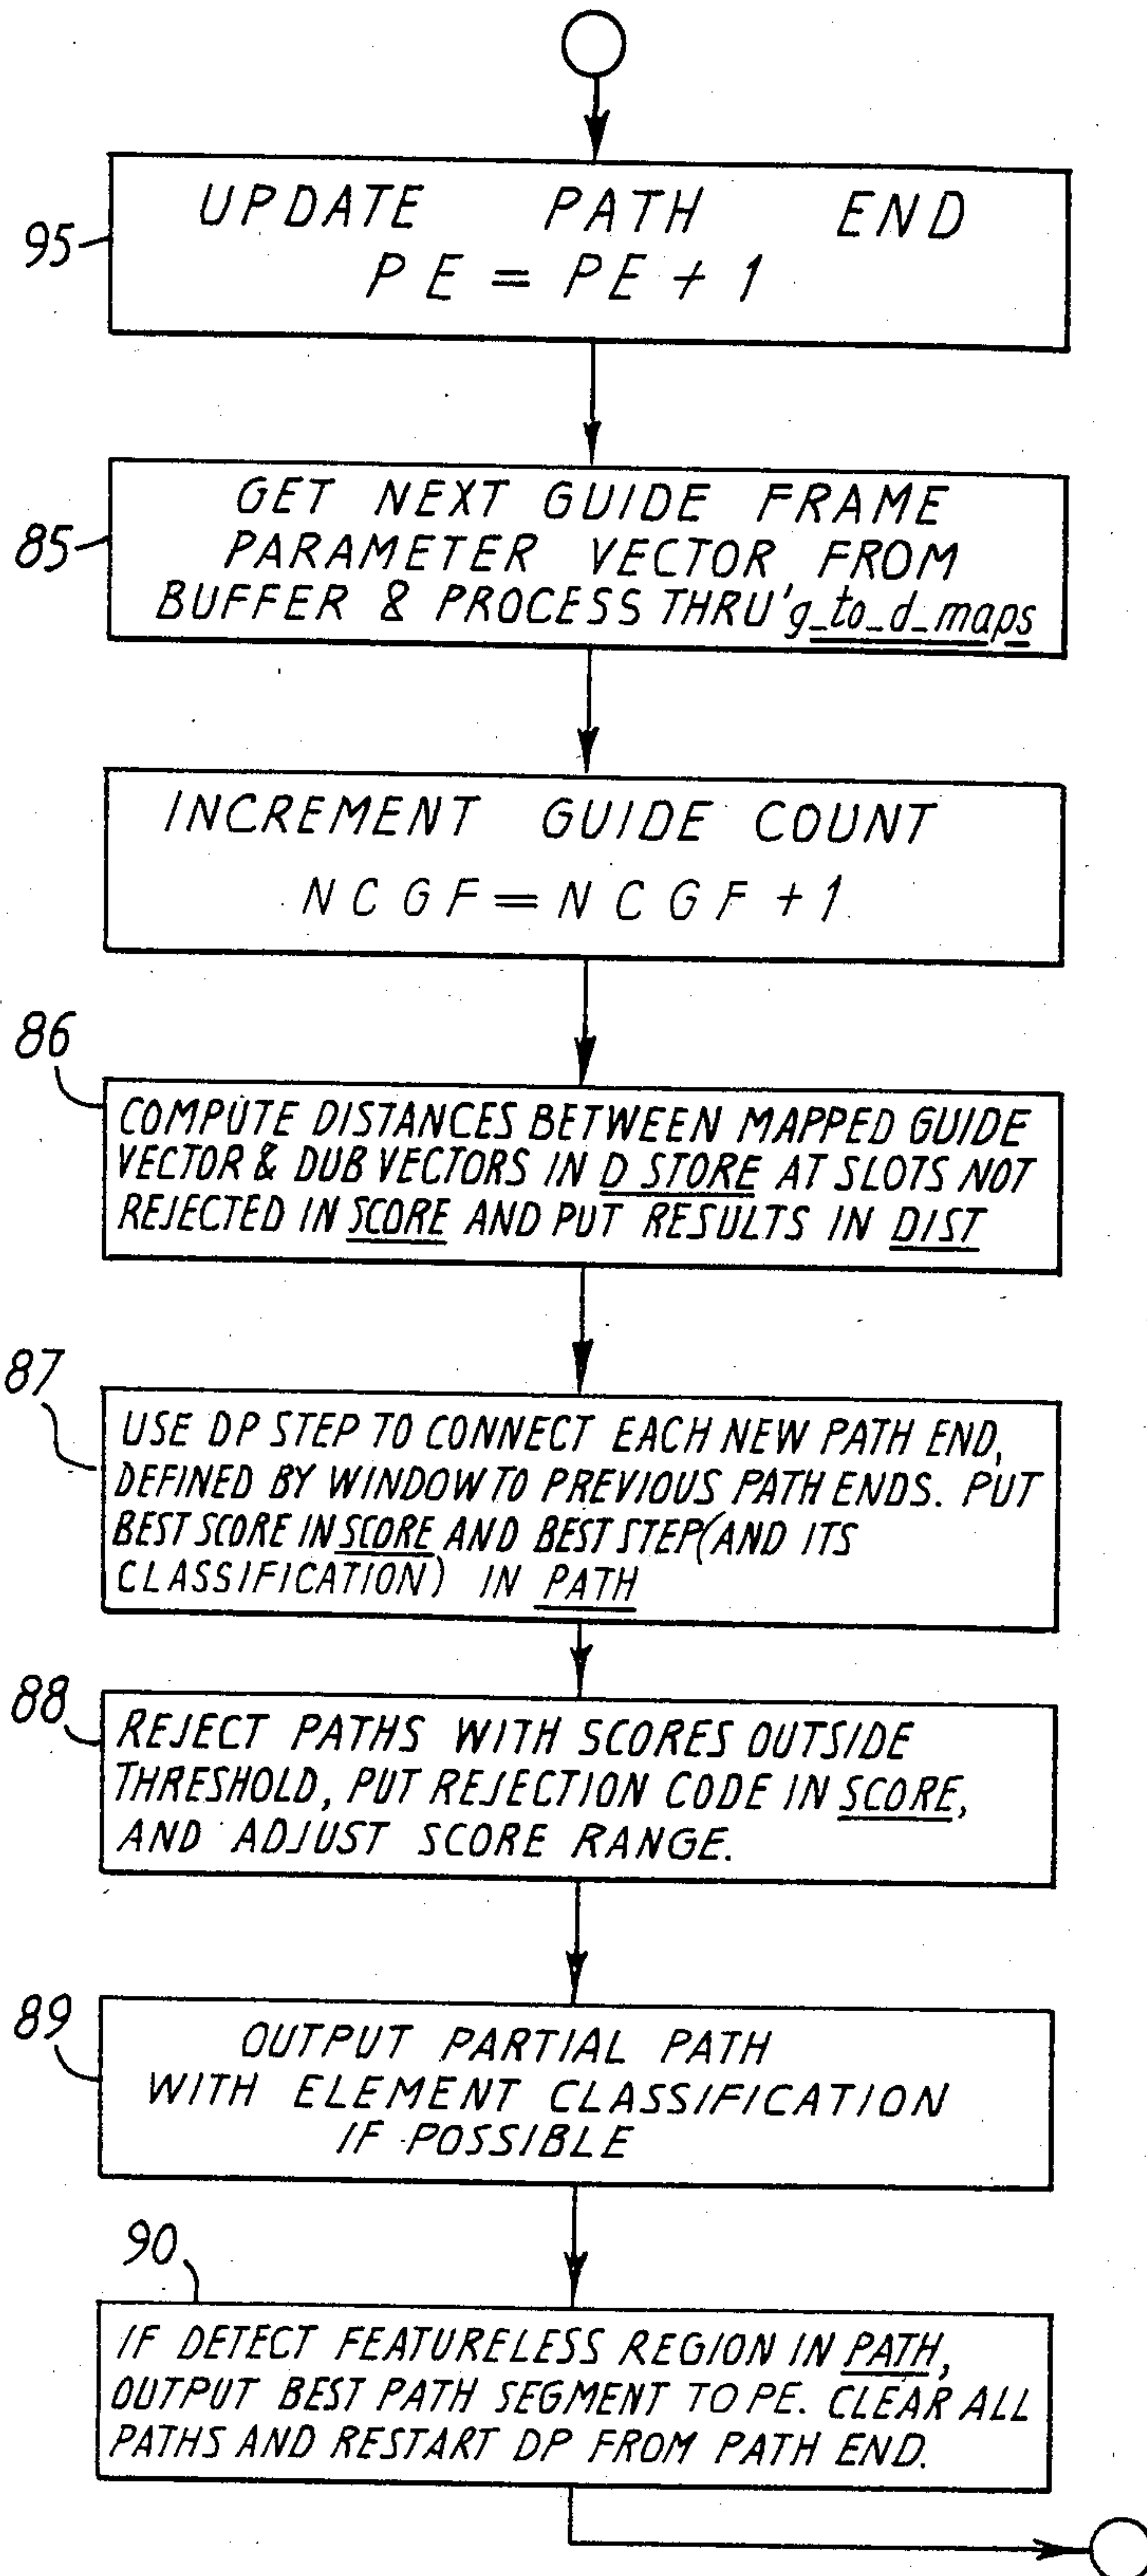 UPDATE PATH END
95
PE = PE + 1
GET NEXT GUIDE FRAME
85
PARAMETER VECTOR FROM
BUFFER & PROCESS THRU' g_to_d_maps
INCREMENT GUIDE COUNT
NCGF = NCGF + 1
86
COMPUTE DISTANCES BETWEEN MAPPED GUIDE
VECTOR & DUB VECTORS IN D STORE AT SLOTS NOT
REJECTED IN SCORE AND PUT RESULTS IN DIST
87
USE DP STEP TO CONNECT EACH NEW PATH END,
DEFINED BY WINDOW TO PREVIOUS PATH ENDS. PUT
BEST SCORE IN SCORE AND BEST STEP (AND ITS
CLASSIFICATION) IN PATH
88
REJECT PATHS WITH SCORES OUTSIDE
THRESHOLD, PUT REJECTION CODE IN SCORE,
AND ADJUST SCORE RANGE.
89
OUTPUT PARTIAL PATH
WITH ELEMENT CLASSIFICATION
IF POSSIBLE
90
IF DETECT FEATURELESS REGION IN PATH,
OUTPUT BEST PATH SEGMENT TO PE. CLEAR ALL
PATHS AND RESTART DP FROM PATH END.